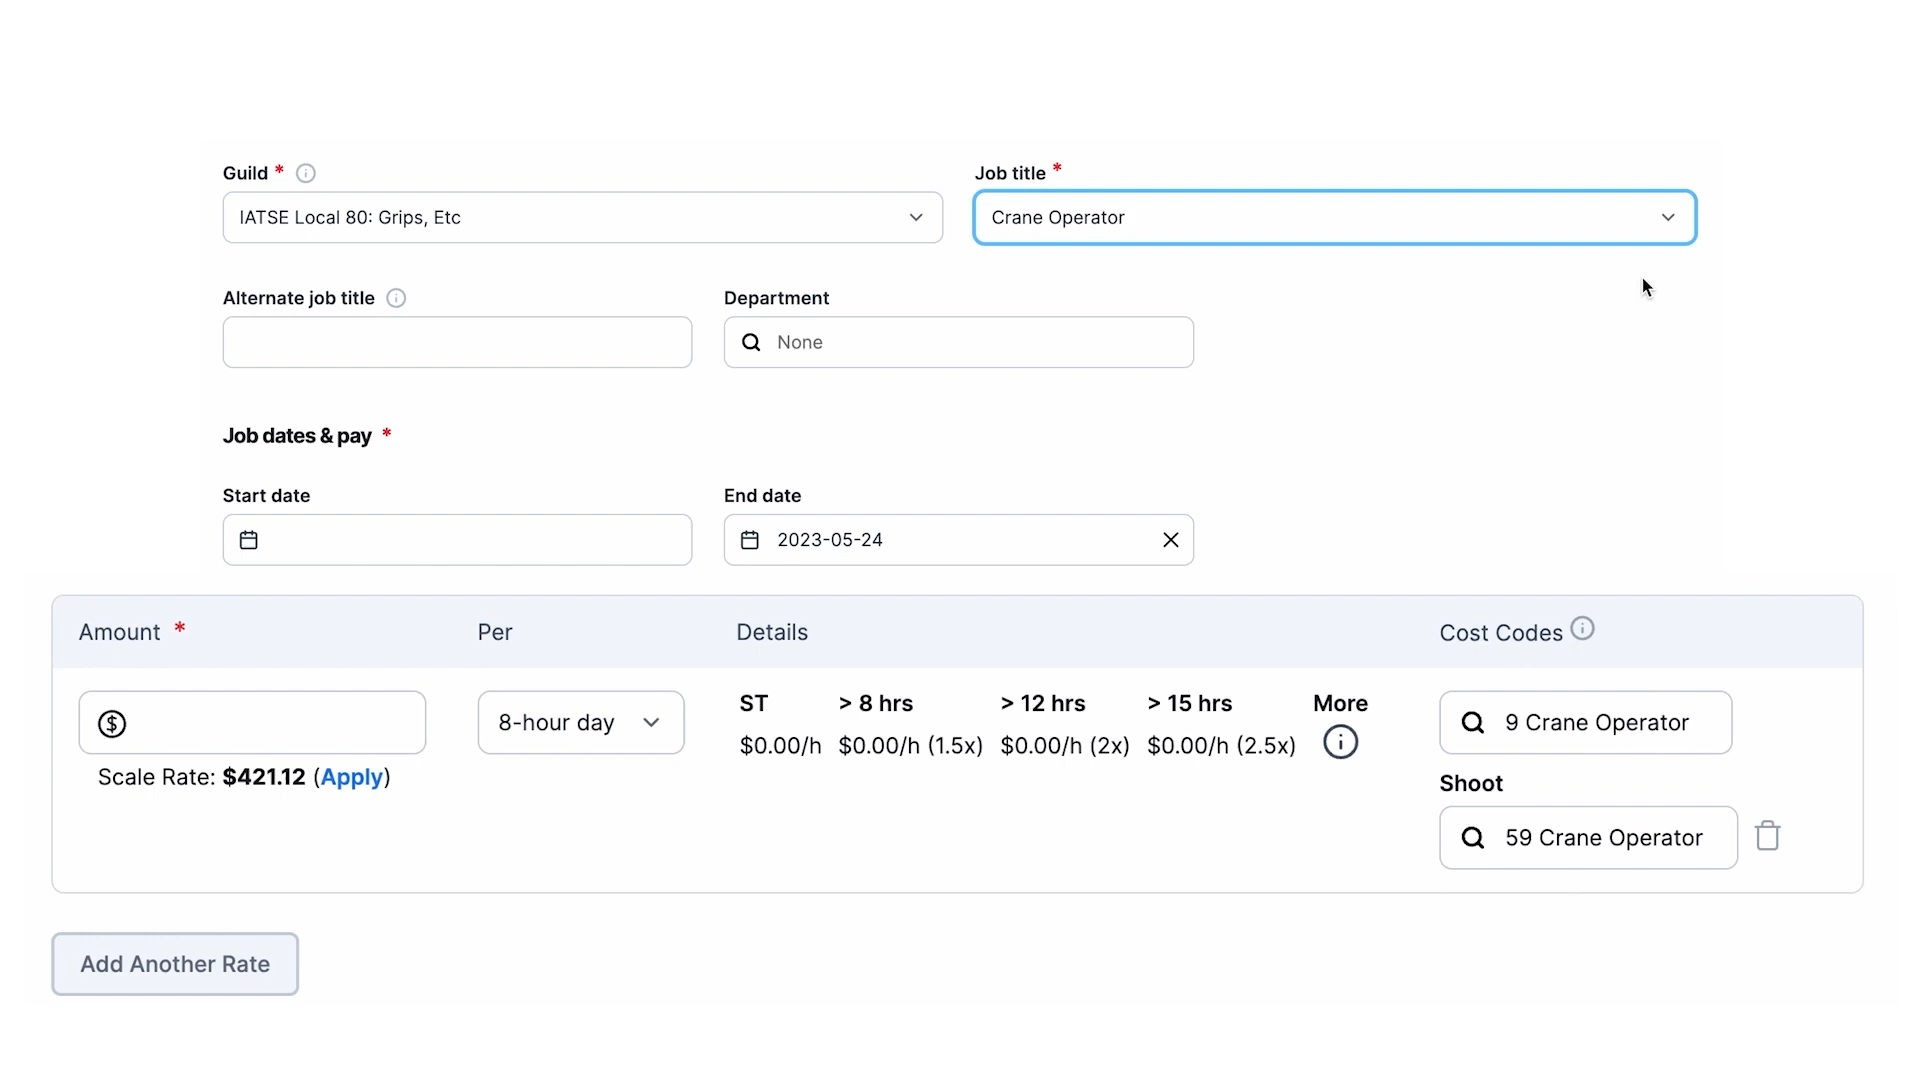 Guild *
Job title *
IATSE Local 80: Grips, Etc
Crane Operator
Alternate job title
Department
None
Job dates & pay *
Start date
End date
2023-05-24
Amount *
Per
Details
Cost Codes
8-hour day
ST
> 8 hrs
> 12 hrs
> 15 hrs
More
$0.00/h
$0.00/h (1.5x)
$0.00/h (2x)
$0.00/h (2.5x)
9 Crane Operator
Scale Rate: $421.12 (Apply)
Shoot
59 Crane Operator
Add Another Rate